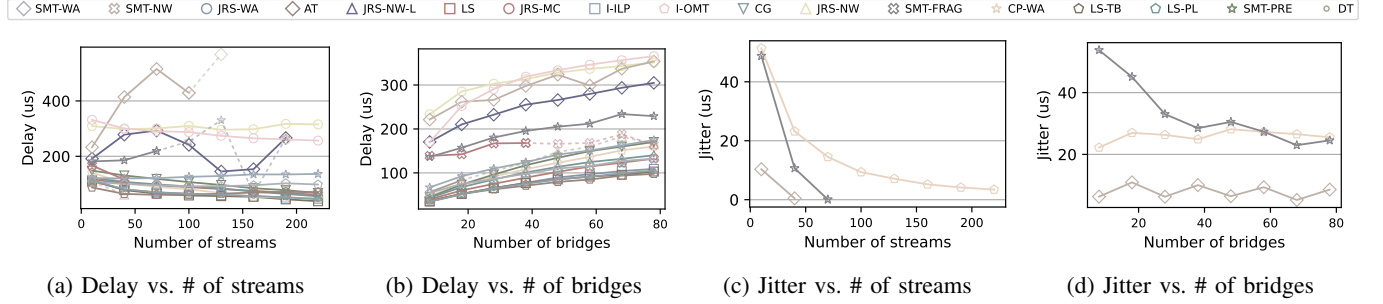 SMT-WA SMT-NW JRS-WA AT JRS-NW-L LS JRS-MC I-ILP I-OMT CG JRS-NW SMT-FRAG CP-WA LS-TB LS-PL SMT-PRE DT
Delay (us)
400
200
0 50 100 150 200
Number of streams
Delay (us)
300
200
100
20 40 60 80
Number of bridges
Jitter (us)
40
20
0
0 50 100 150 200
Number of streams
Jitter (us)
40
20
20 40 60 80
Number of bridges
(a) Delay vs. # of streams
(b) Delay vs. # of bridges
(c) Jitter vs. # of streams
(d) Jitter vs. # of bridges